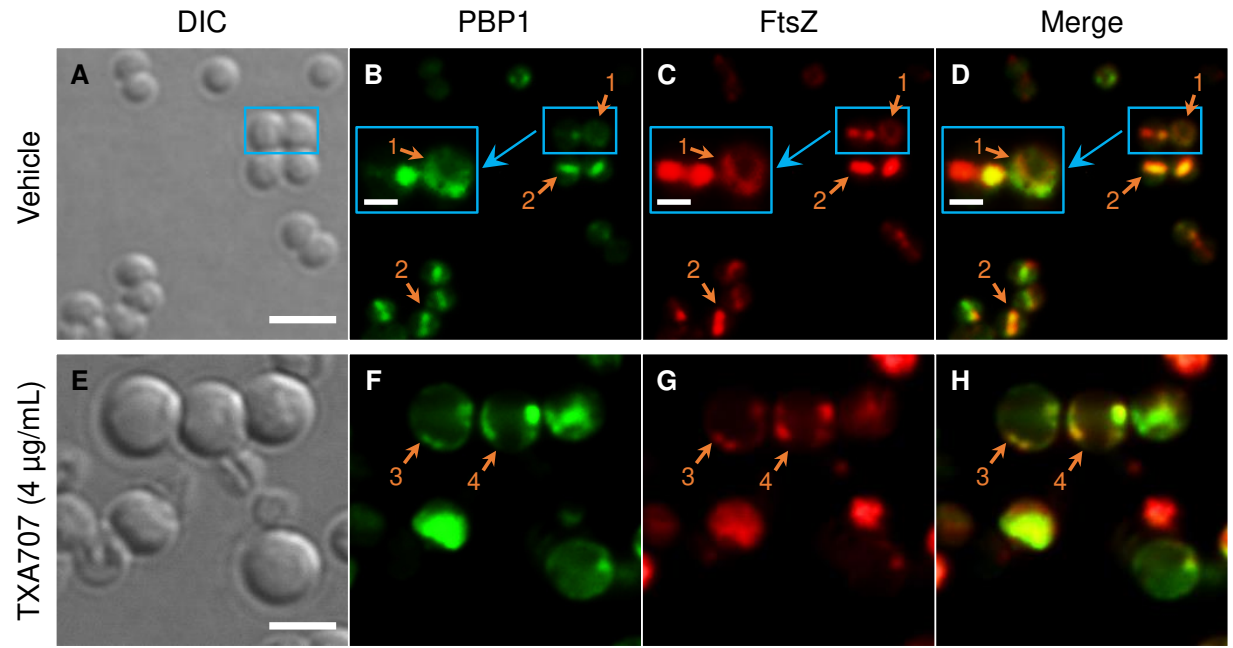 DIC PBP1 FtsZ Merge
Vehicle
A B C D
1 1 1
1 1 1
2 2 2
2 2 2
TXA707 (4 µg/mL)
E F G H
3 4 3 4 3 4